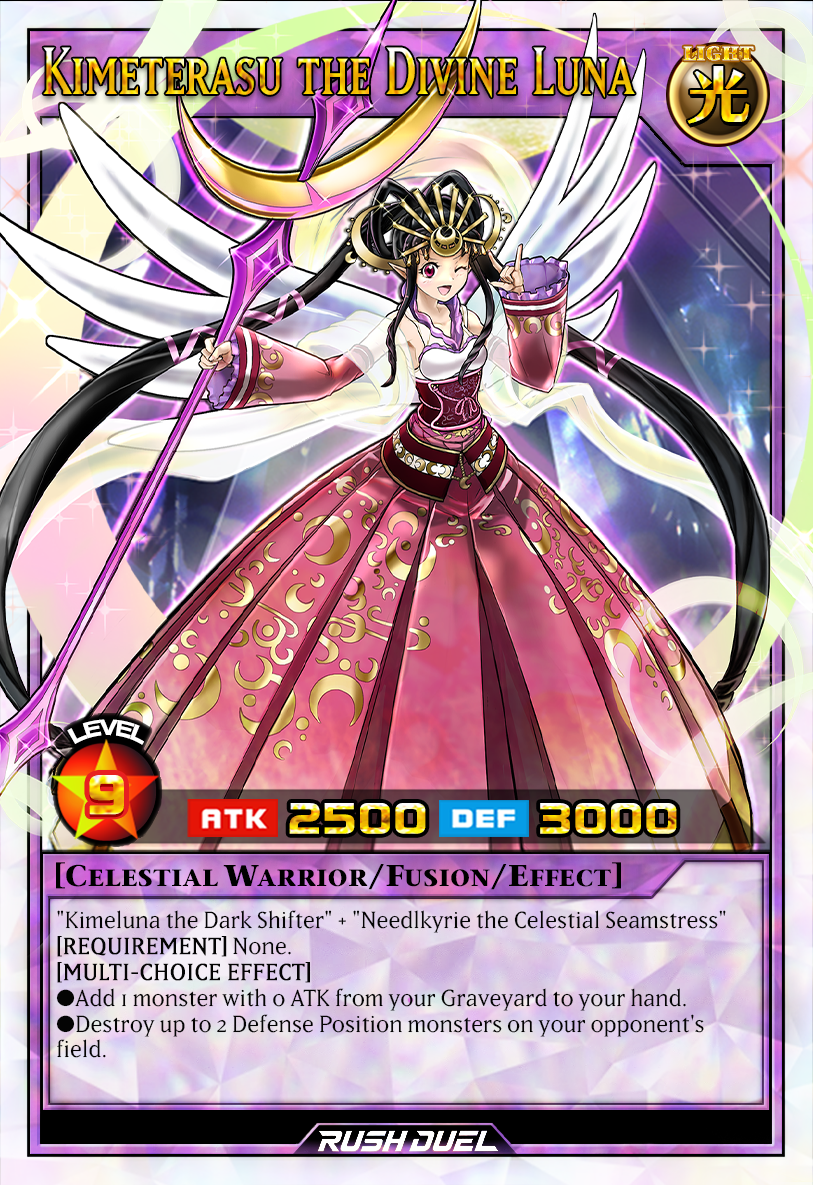 KIMETERASU THE DIVINE LUNA
LIGHT
光
LEVEL
9
ATK 2500 DEF 3000
[CELESTIAL WARRIOR/FUSION/EFFECT]
"Kimeluna the Dark Shifter" + "Needlkyrie the Celestial Seamstress"
[REQUIREMENT] None.
[MULTI-CHOICE EFFECT]
●Add 1 monster with 0 ATK from your Graveyard to your hand.
●Destroy up to 2 Defense Position monsters on your opponent's
field.
RUSH DUEL